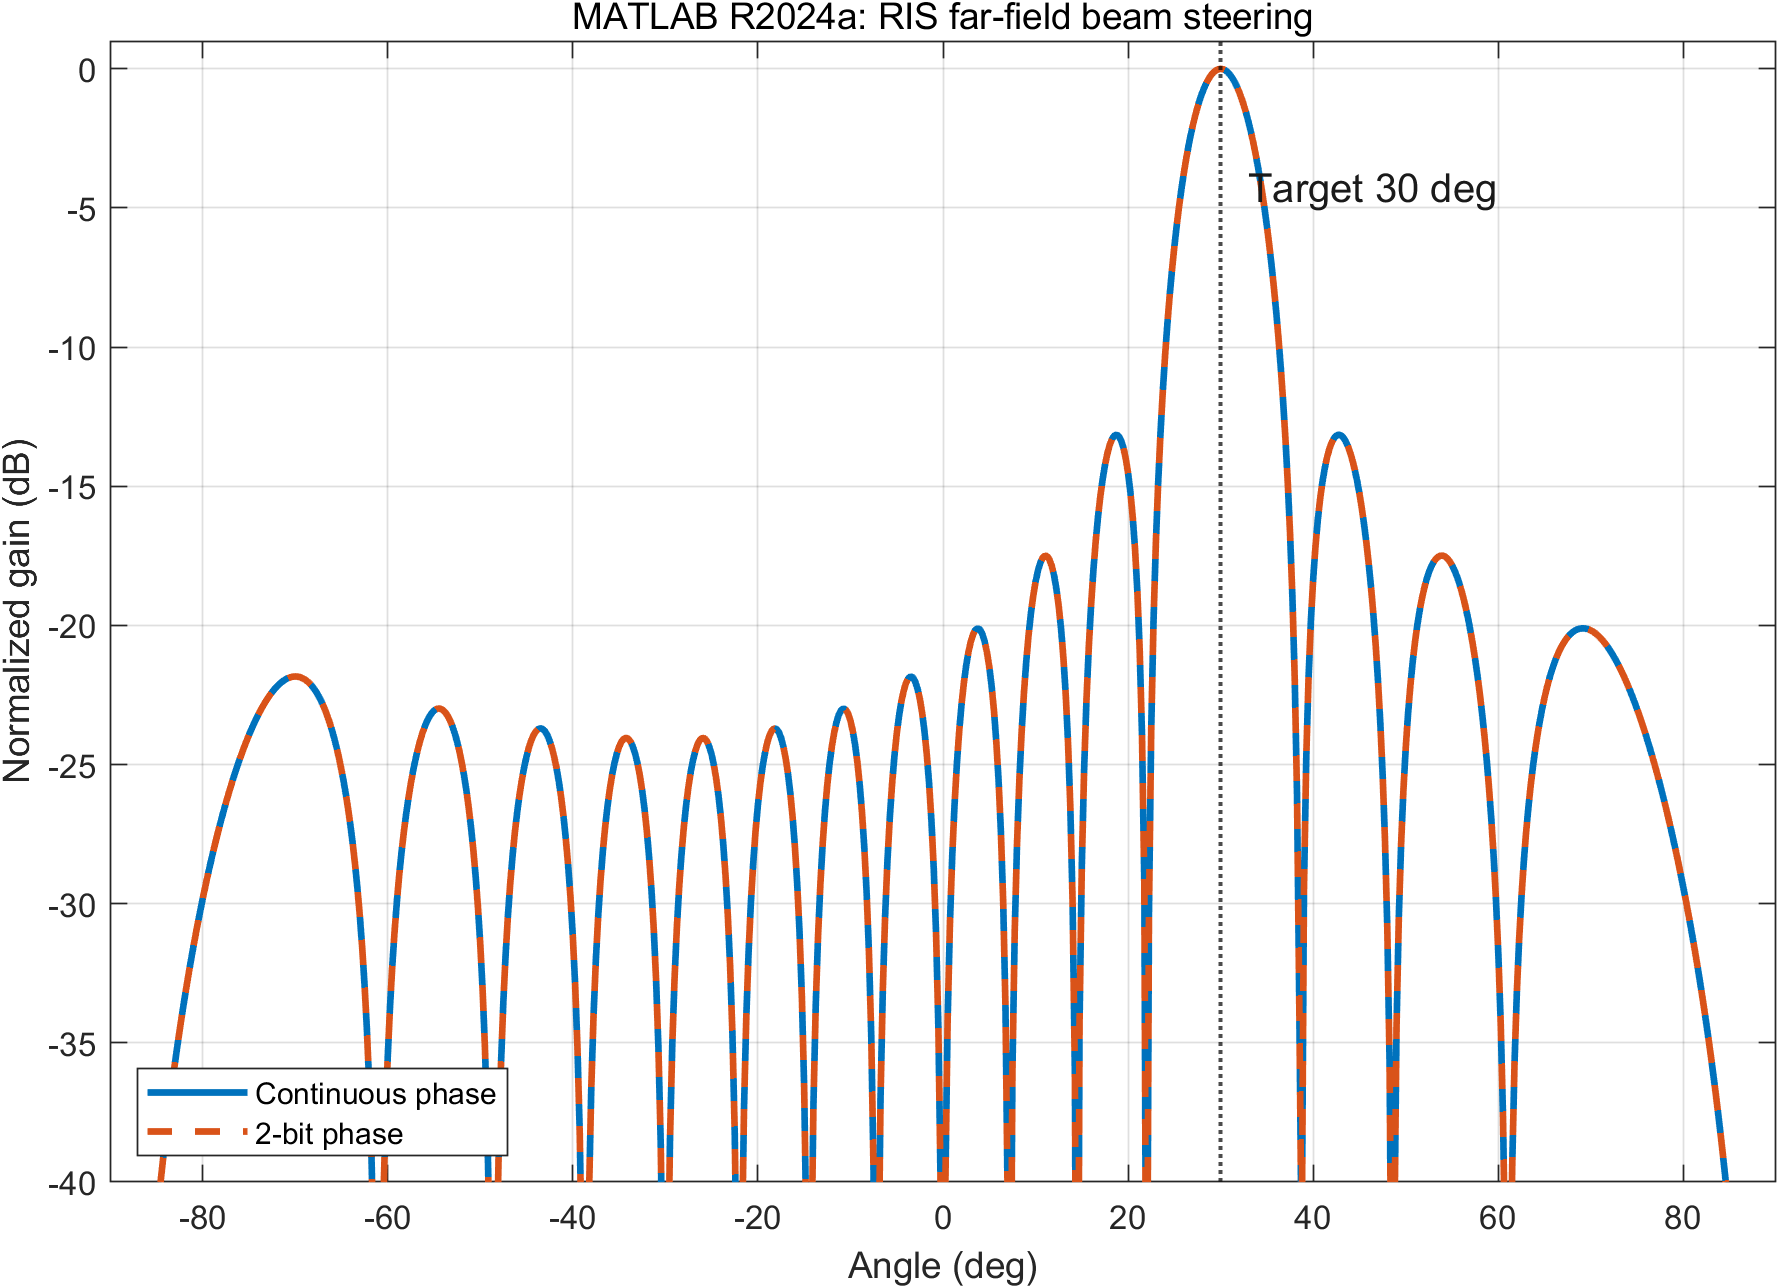 MATLAB R2024a: RIS far-field beam steering
Normalized gain (dB)
0
-5
-10
-15
-20
-25
-30
-35
-40
Target 30 deg
Continuous phase
2-bit phase
-80 -60 -40 -20 0 20 40 60 80
Angle (deg)